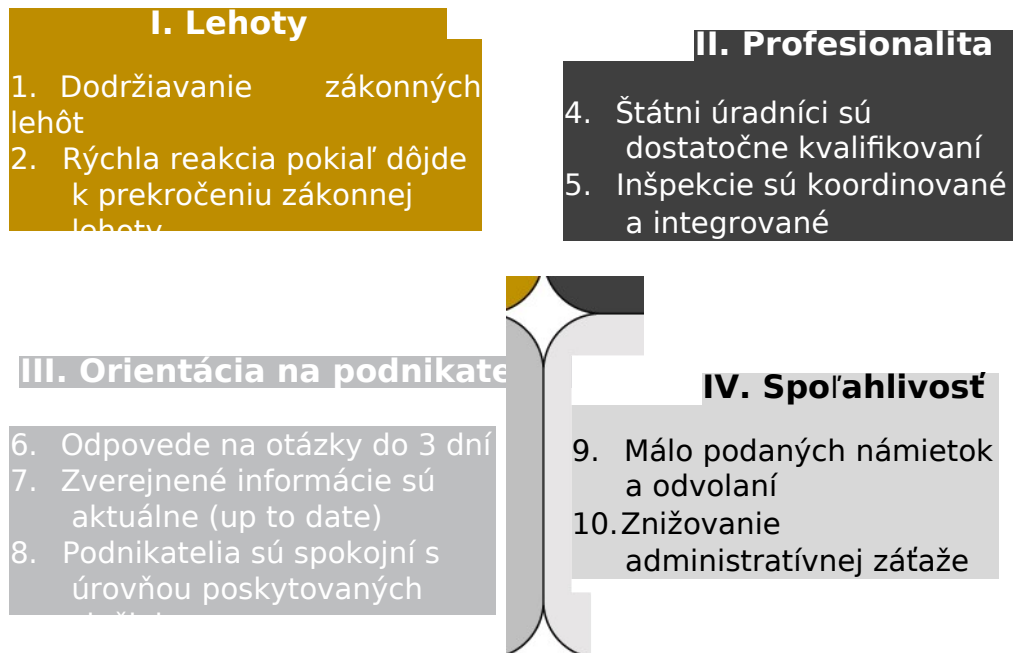 I. Lehoty
1. Dodržiavanie zákonných
lehôt
2. Rýchla reakcia pokiaľ dôjde
k prekročeniu zákonnej
lehoty
II. Profesionalita
4. Štátni úradníci sú
dostatočne kvalifikovaní
5. Inšpekcie sú koordinované
a integrované
III. Orientácia na podnikate
6. Odpovede na otázky do 3 dní
7. Zverejnené informácie sú
aktuálne (up to date)
8. Podnikatelia sú spokojní s
úrovňou poskytovaných
IV. Spoľahlivosť
9. Málo podaných námietok
a odvolaní
10. Znižovanie
administratívnej záťaže